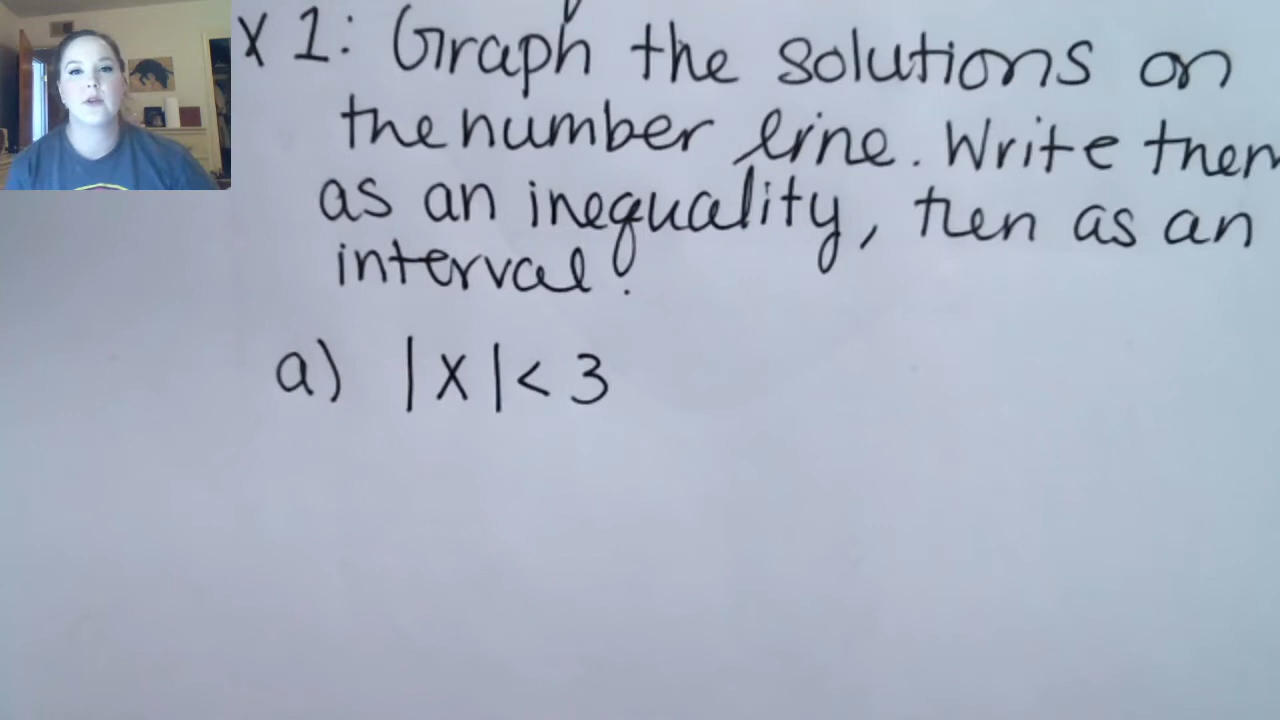 x 1: Graph the solutions on
the number line. Write them
as an inequality, then as an
interval.
a) |x| < 3